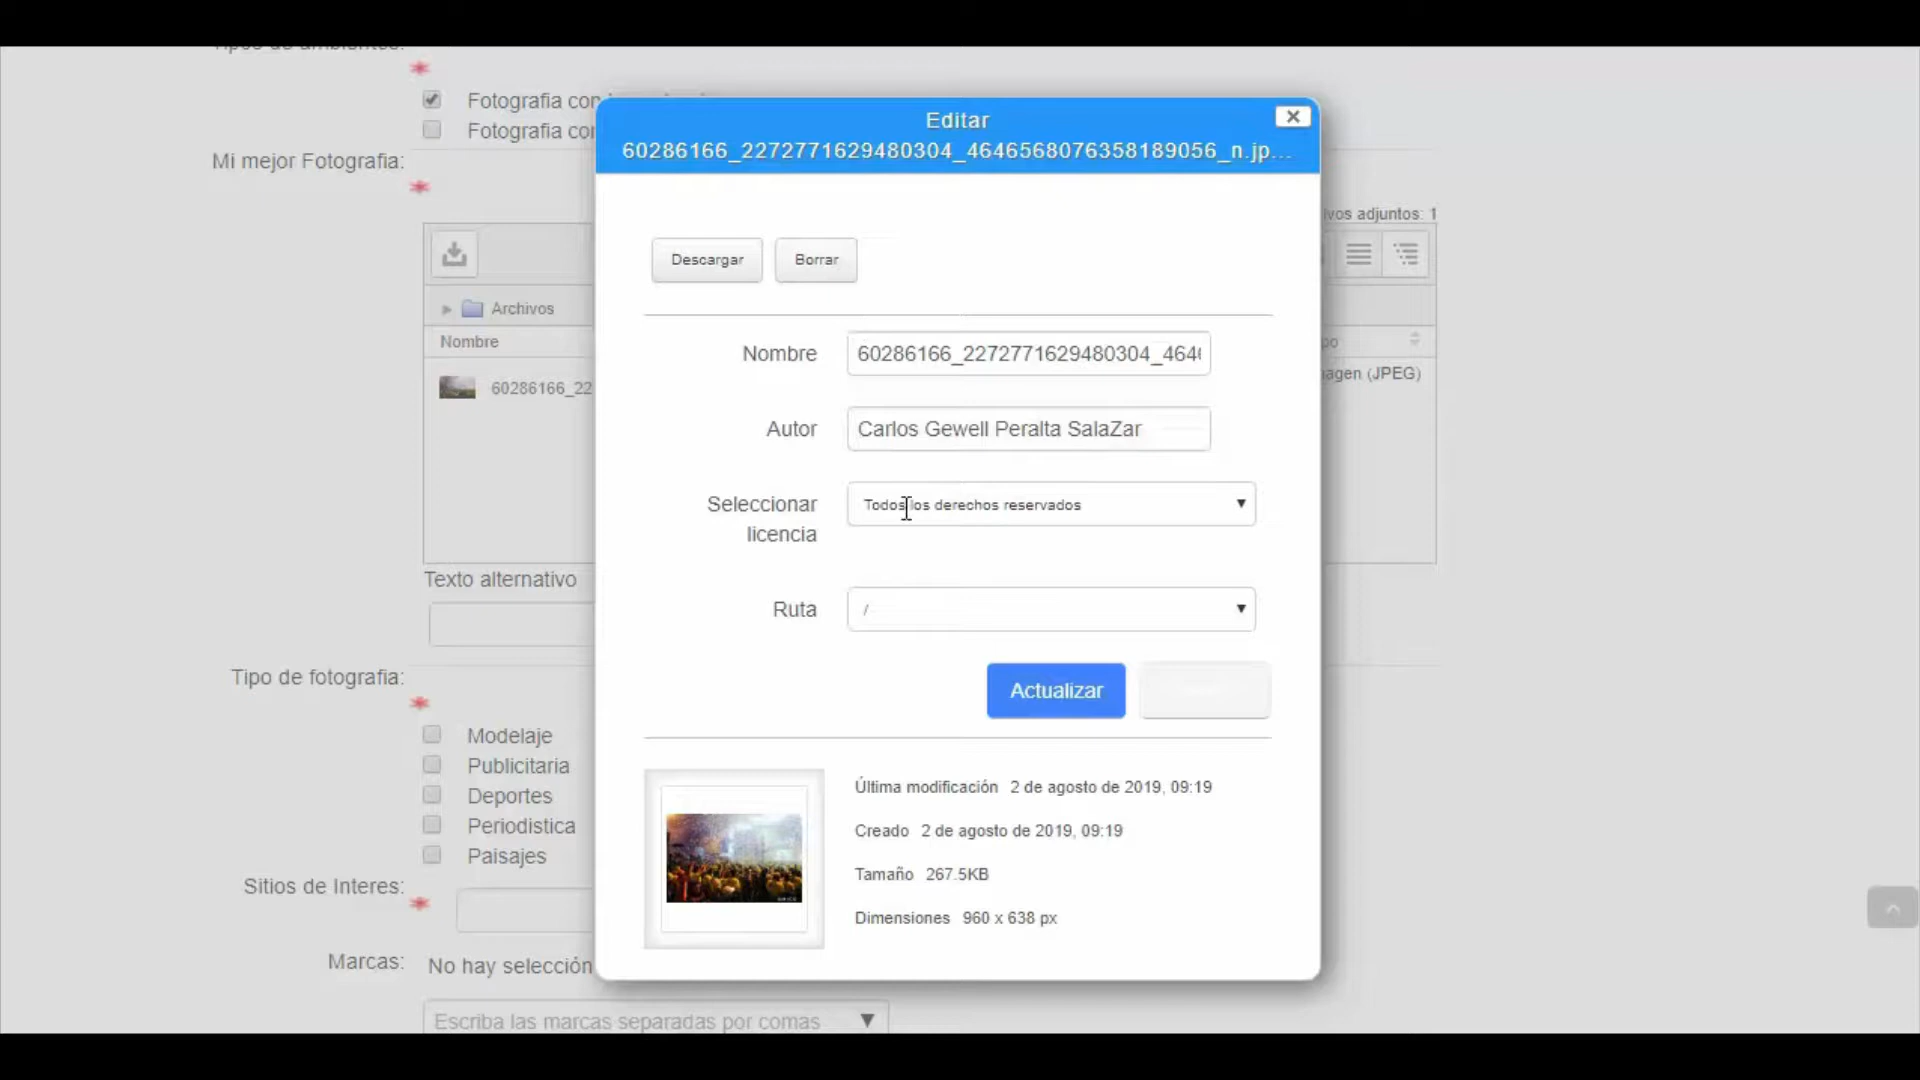 Tipos de ambientes:
Fotografia con
Fotografia con
Mi mejor Fotografia:
Archivos
Nombre
60286166_22
Texto alternativo
Tipo de fotografia:
Modelaje
Publicitaria
Deportes
Periodistica
Paisajes
Sitios de Interes:
Marcas:
No hay selección
Escriba las marcas separadas por comas
Editar
60286166_2272771629480304_4646568076358189056_n.jp...
Descargar
Borrar
Nombre
60286166_2272771629480304_464
Autor
Carlos Gewell Peralta SalaZar
Seleccionar
licencia
Todos los derechos reservados
Ruta
/
Actualizar
Última modificación 2 de agosto de 2019, 09:19
Creado 2 de agosto de 2019, 09:19
Tamaño 267.5KB
Dimensiones 960 x 638 px
vos adjuntos: 1
po
agen (JPEG)